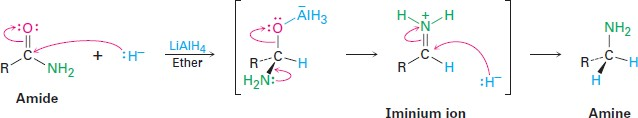 :O:
C
R
NH₂
Amide
+
:H⁻
LiAlH₄
Ether
:O:
AlH₃
R
C
H
H₂N:
H
+
H
N
C
R
H
:H⁻
Iminium ion
NH₂
R
C
H
H
Amine